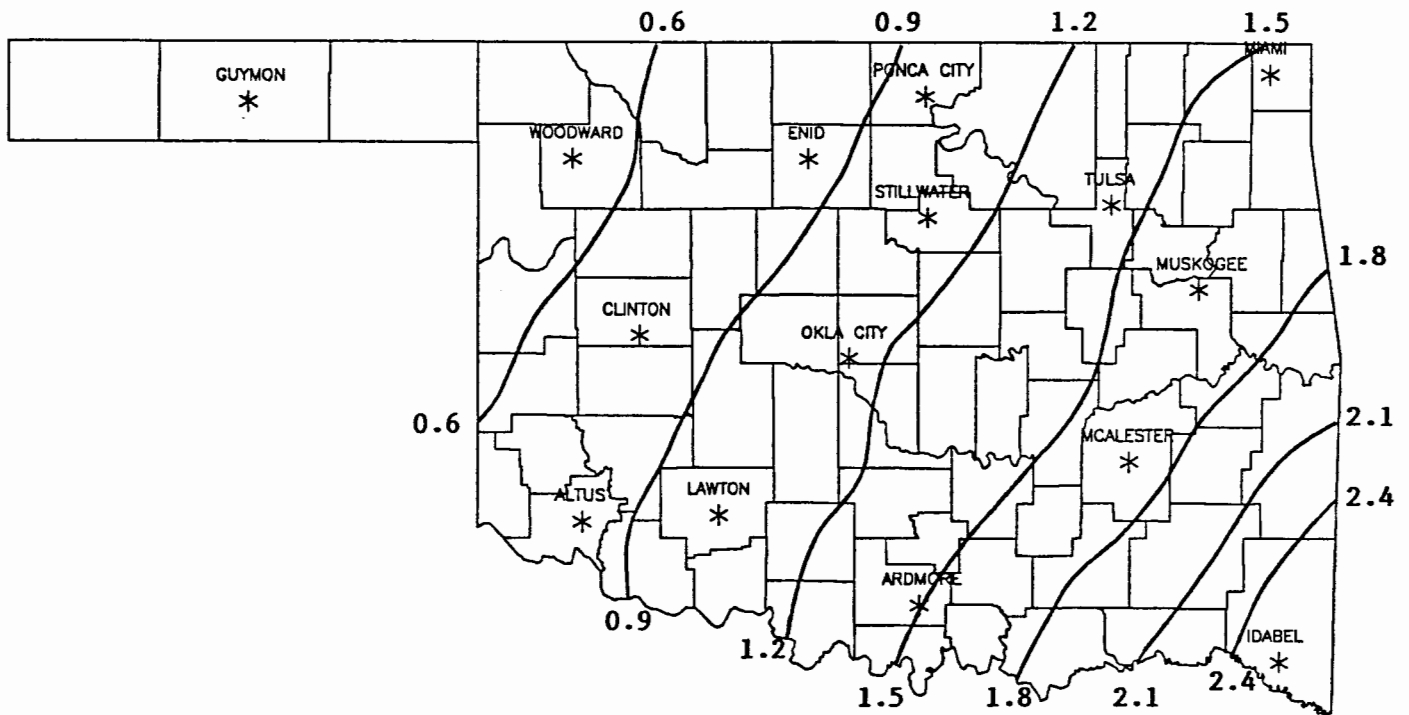 0.6 0.9 1.2 1.5
MIAMI
GUYMON
PONCA CITY
WOODWARD
ENID
TULSA
STILLWATER
1.8
MUSKOGEE
CLINTON
OKLA CITY
0.6
2.1
MCALESTER
ALTUS
LAWTON
2.4
ARDMORE
0.9
IDABEL
1.2
2.4
1.5
1.8
2.1